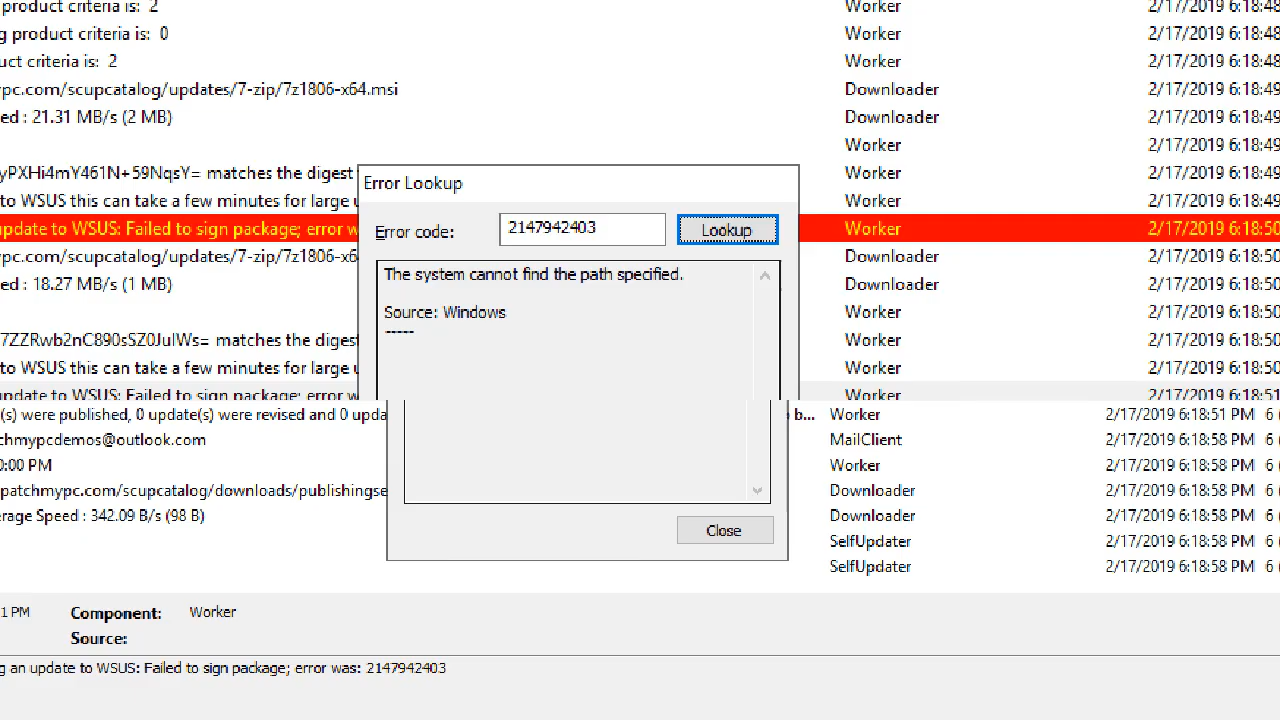 product criteria is: 2 Worker 2/17/2019 6:18:48
g product criteria is: 0 Worker 2/17/2019 6:18:48
uct criteria is: 2 Worker 2/17/2019 6:18:48
pc.com/scupcatalog/updates/7-zip/7z1806-x64.msi Downloader 2/17/2019 6:18:49
ed : 21.31 MB/s (2 MB) Downloader 2/17/2019 6:18:49
Worker 2/17/2019 6:18:49
yPXHi4mY461N+59NqsY= matches the digest Worker 2/17/2019 6:18:49
to WSUS this can take a few minutes for large u Worker 2/17/2019 6:18:49
update to WSUS: Failed to sign package; error w Worker 2/17/2019 6:18:50
pc.com/scupcatalog/updates/7-zip/7z1806-x6 Downloader 2/17/2019 6:18:50
ed : 18.27 MB/s (1 MB) Downloader 2/17/2019 6:18:50
Worker 2/17/2019 6:18:50
7ZZRwb2nC890sSZ0JuIWs= matches the digest Worker 2/17/2019 6:18:50
to WSUS this can take a few minutes for large u Worker 2/17/2019 6:18:50
update to WSUS: Failed to sign package; error w Worker 2/17/2019 6:18:51
Error Lookup
Error code: 2147942403 Lookup
The system cannot find the path specified.
Source: Windows
-----
Close
(s) were published, 0 update(s) were revised and 0 upda b... Worker 2/17/2019 6:18:51 PM 6 (
chmypcdemos@outlook.com MailClient 2/17/2019 6:18:58 PM 6 (
0:00 PM Worker 2/17/2019 6:18:58 PM 6 (
patchmypc.com/scupcatalog/downloads/publishingse Downloader 2/17/2019 6:18:58 PM 6 (
erage Speed : 342.09 B/s (98 B) Downloader 2/17/2019 6:18:58 PM 6 (
SelfUpdater 2/17/2019 6:18:58 PM 6 (
SelfUpdater 2/17/2019 6:18:58 PM 6 (
1 PM Component: Worker
Source:
g an update to WSUS: Failed to sign package; error was: 2147942403